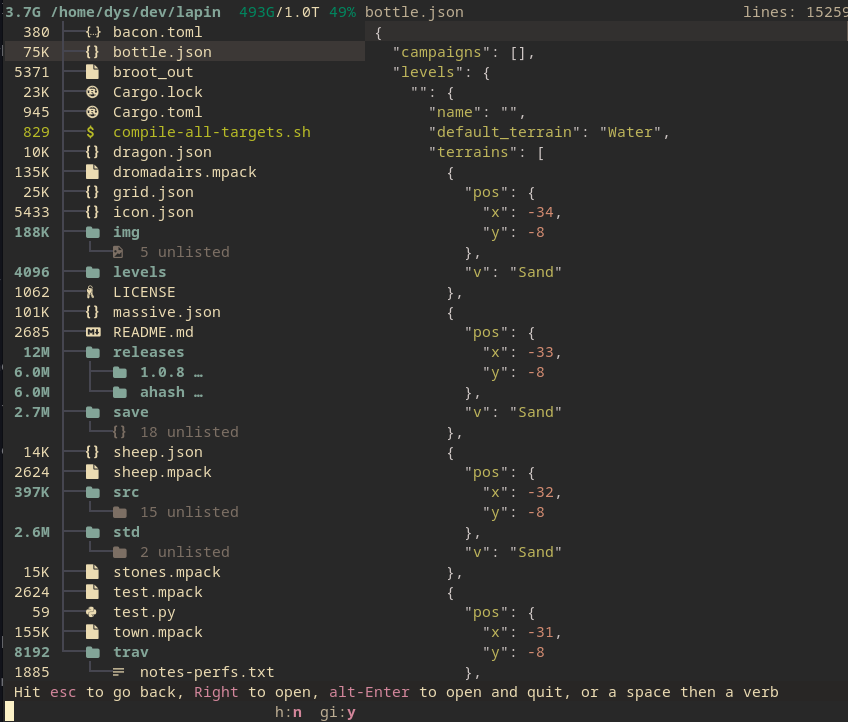 3.7G /home/dys/dev/lapin 493G/1.0T 49% bottle.json lines: 15259
380 bacon.toml {
75K bottle.json "campaigns": [],
5371 broot_out "levels": {
23K Cargo.lock "": {
945 Cargo.toml "name": "",
829 compile-all-targets.sh "default_terrain": "Water",
10K dragon.json "terrains": [
135K dromadairs.mpack {
25K grid.json "pos": {
5433 icon.json "x": -34,
188K img "y": -8
5 unlisted },
4096 levels "v": "Sand"
1062 LICENSE },
101K massive.json {
2685 README.md "pos": {
12M releases "x": -33,
6.0M 1.0.8 … "y": -8
6.0M ahash … },
2.7M save "v": "Sand"
18 unlisted },
14K sheep.json {
2624 sheep.mpack "pos": {
397K src "x": -32,
15 unlisted "y": -8
2.6M std },
2 unlisted "v": "Sand"
15K stones.mpack },
2624 test.mpack {
59 test.py "pos": {
155K town.mpack "x": -31,
8192 trav "y": -8
1885 notes-perfs.txt },
Hit esc to go back, Right to open, alt-Enter to open and quit, or a space then a verb
h:n gi:y